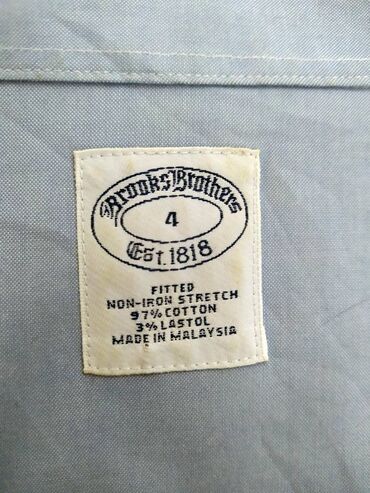 Brooks Brothers
4
Est. 1818
FITTED
NON-IRON STRETCH
97% COTTON
3% LASTOL
MADE IN MALAYSIA